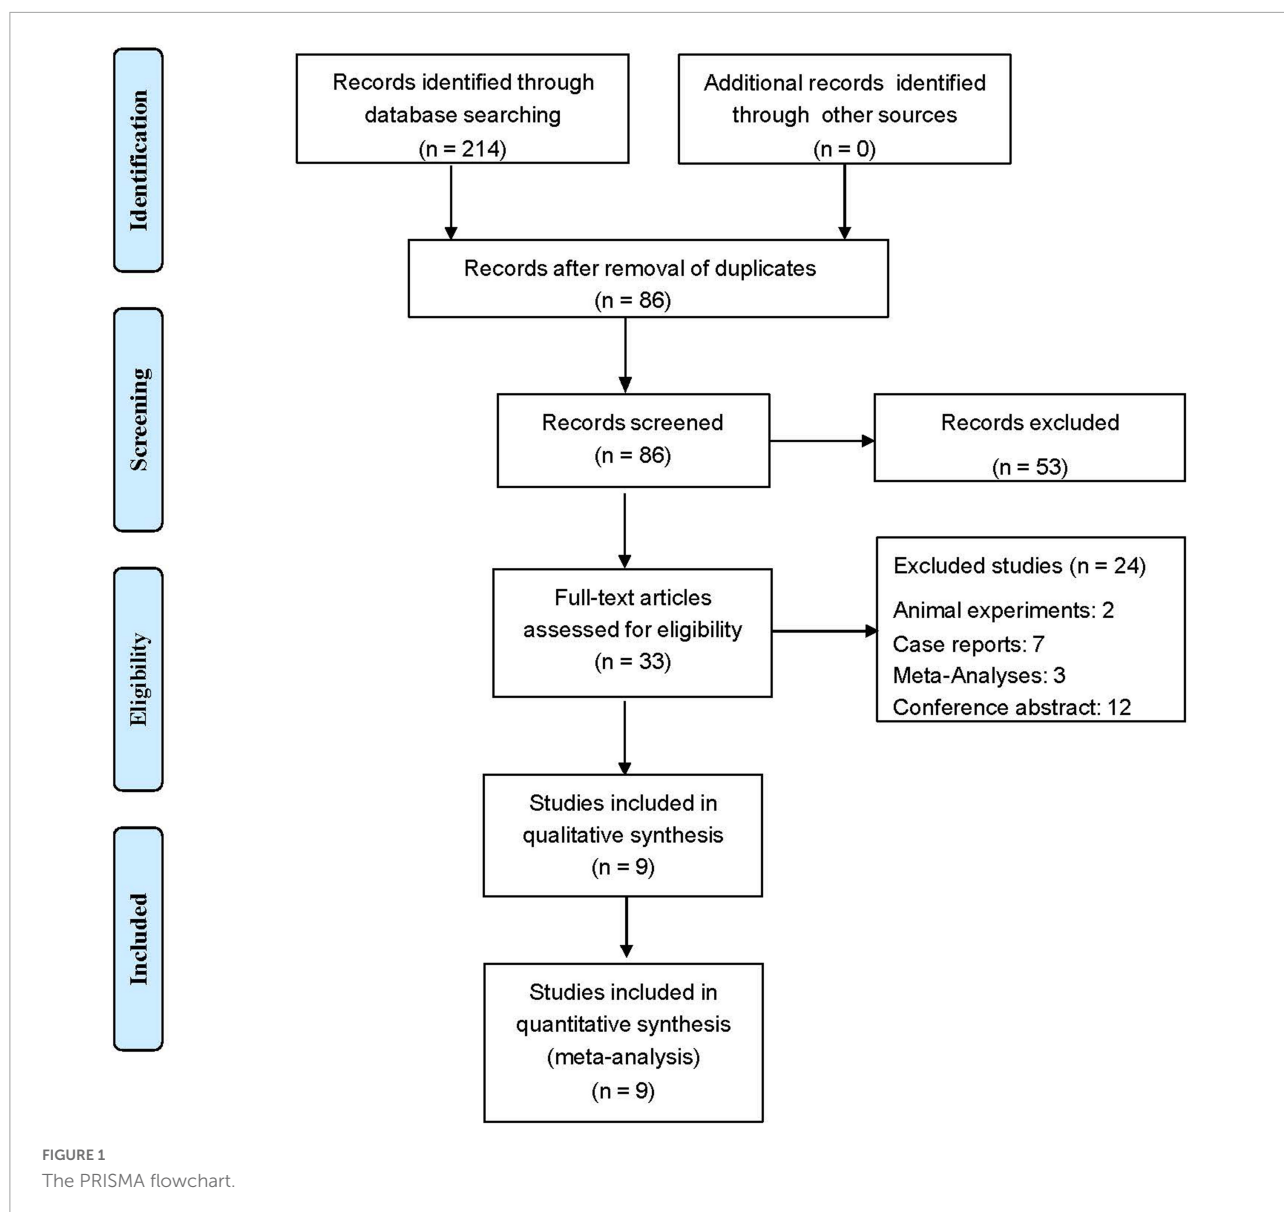 Identification
Records identified through
database searching
(n = 214)
Additional records identified
through other sources
(n = 0)
Records after removal of duplicates
(n = 86)
Screening
Records screened
(n = 86)
Records excluded
(n = 53)
Eligibility
Full-text articles
assessed for eligibility
(n = 33)
Excluded studies (n = 24)
Animal experiments: 2
Case reports: 7
Meta-Analyses: 3
Conference abstract: 12
Included
Studies included in
qualitative synthesis
(n = 9)
Studies included in
quantitative synthesis
(meta-analysis)
(n = 9)
FIGURE 1
The PRISMA flowchart.